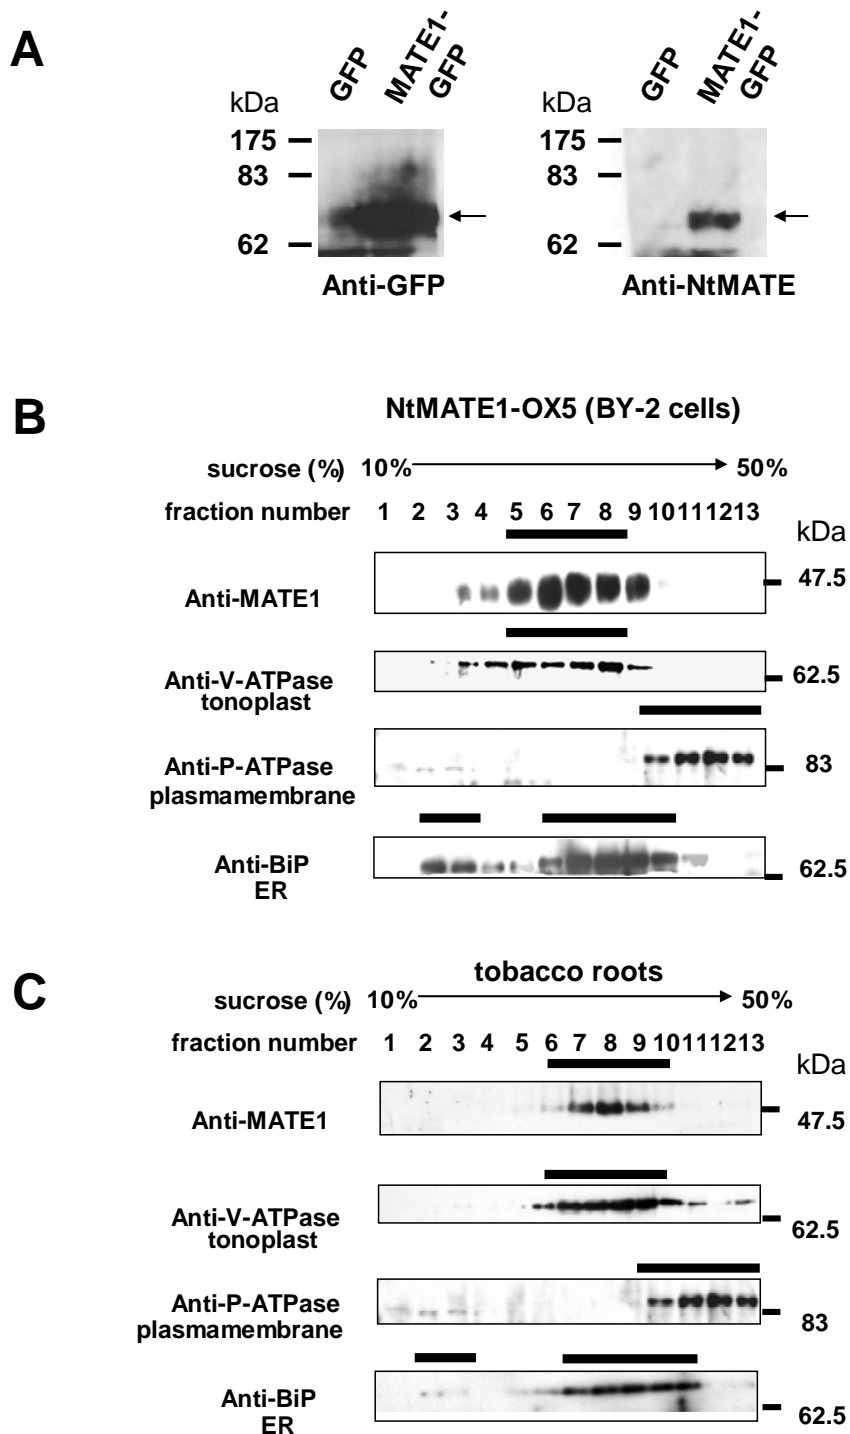 A
GFP MATE1-GFP GFP MATE1-GFP
kDa kDa
175 175
83 83
62 62
Anti-GFP Anti-NtMATE
B
NtMATE1-OX5 (BY-2 cells)
sucrose (%) 10% 50%
fraction number 1 2 3 4 5 6 7 8 9 10 11 12 13
kDa
47.5
Anti-MATE1
62.5
Anti-V-ATPase
tonoplast
83
Anti-P-ATPase
plasmamembrane
Anti-BiP 62.5
ER
C
tobacco roots
sucrose (%) 10% 50%
fraction number 1 2 3 4 5 6 7 8 9 10 11 12 13
kDa
Anti-MATE1 47.5
Anti-V-ATPase 62.5
tonoplast
Anti-P-ATPase 83
plasmamembrane
Anti-BiP 62.5
ER